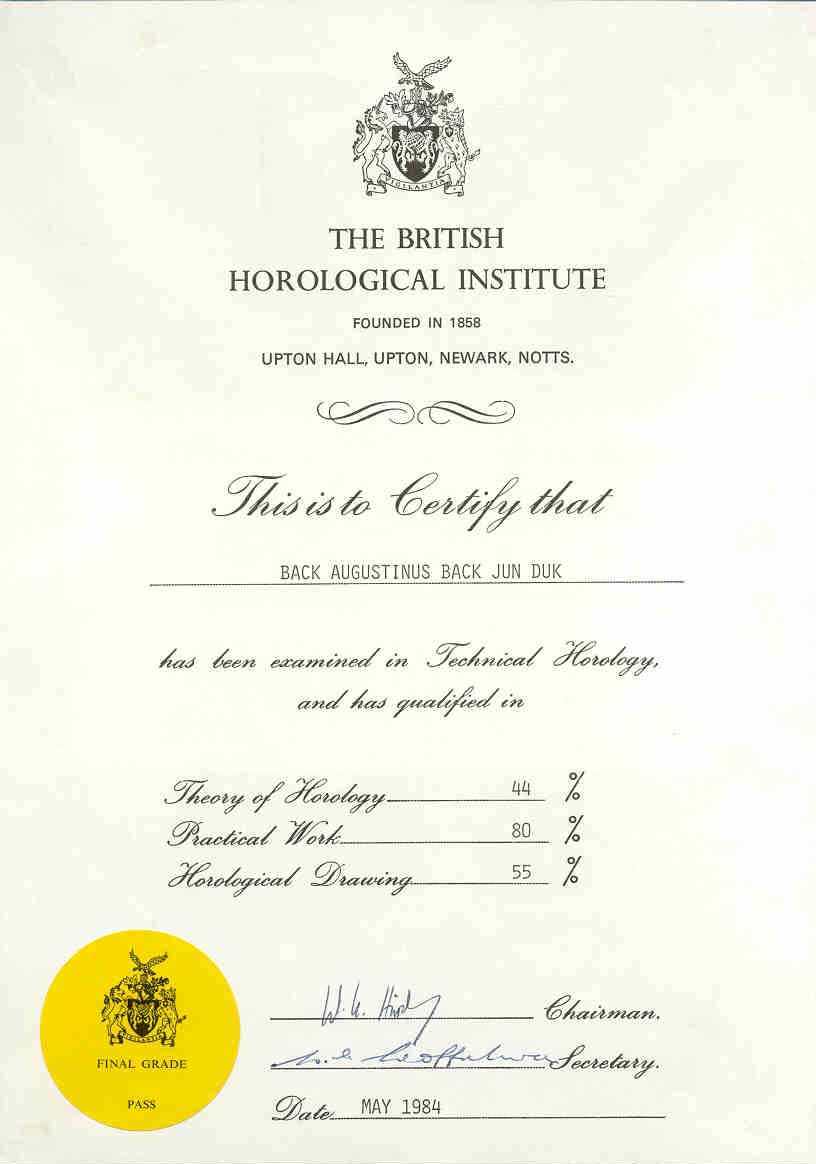 VIGILANTIA
THE BRITISH
HOROLOGICAL INSTITUTE
FOUNDED IN 1858
UPTON HALL, UPTON, NEWARK, NOTTS.
This is to Certify that
BACK AUGUSTINUS BACK JUN DUK
has been examined in Technical Horology,
and has qualified in
Theory of Horology 44 %
Practical Work 80 %
Horological Drawing 55 %
Chairman.
Secretary.
Date MAY 1984
VIGILANTIA
FINAL GRADE
PASS